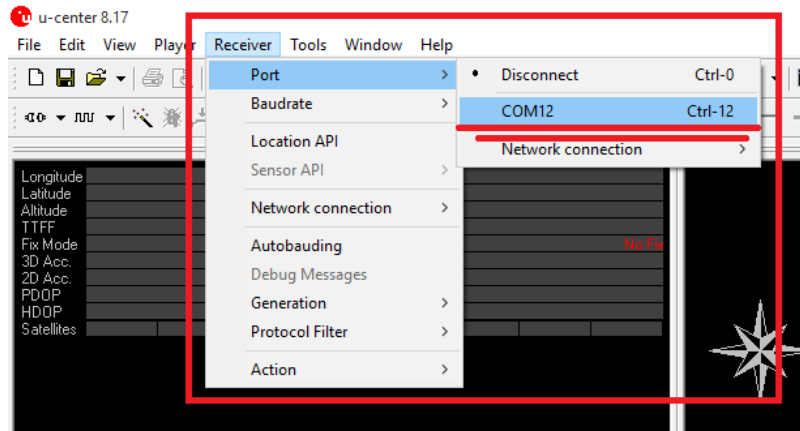 u-center 8.17
File Edit View Player Receiver Tools Window Help
Port
Disconnect Ctrl-0
Baudrate
COM12 Ctrl-12
Location API
Network connection
Sensor API
Network connection
Autobauding
Debug Messages
Generation
Protocol Filter
Action
Longitude
Latitude
Altitude
TTFF
Fix Mode No Fix
3D Acc.
2D Acc.
PDOP
HDOP
Satellites